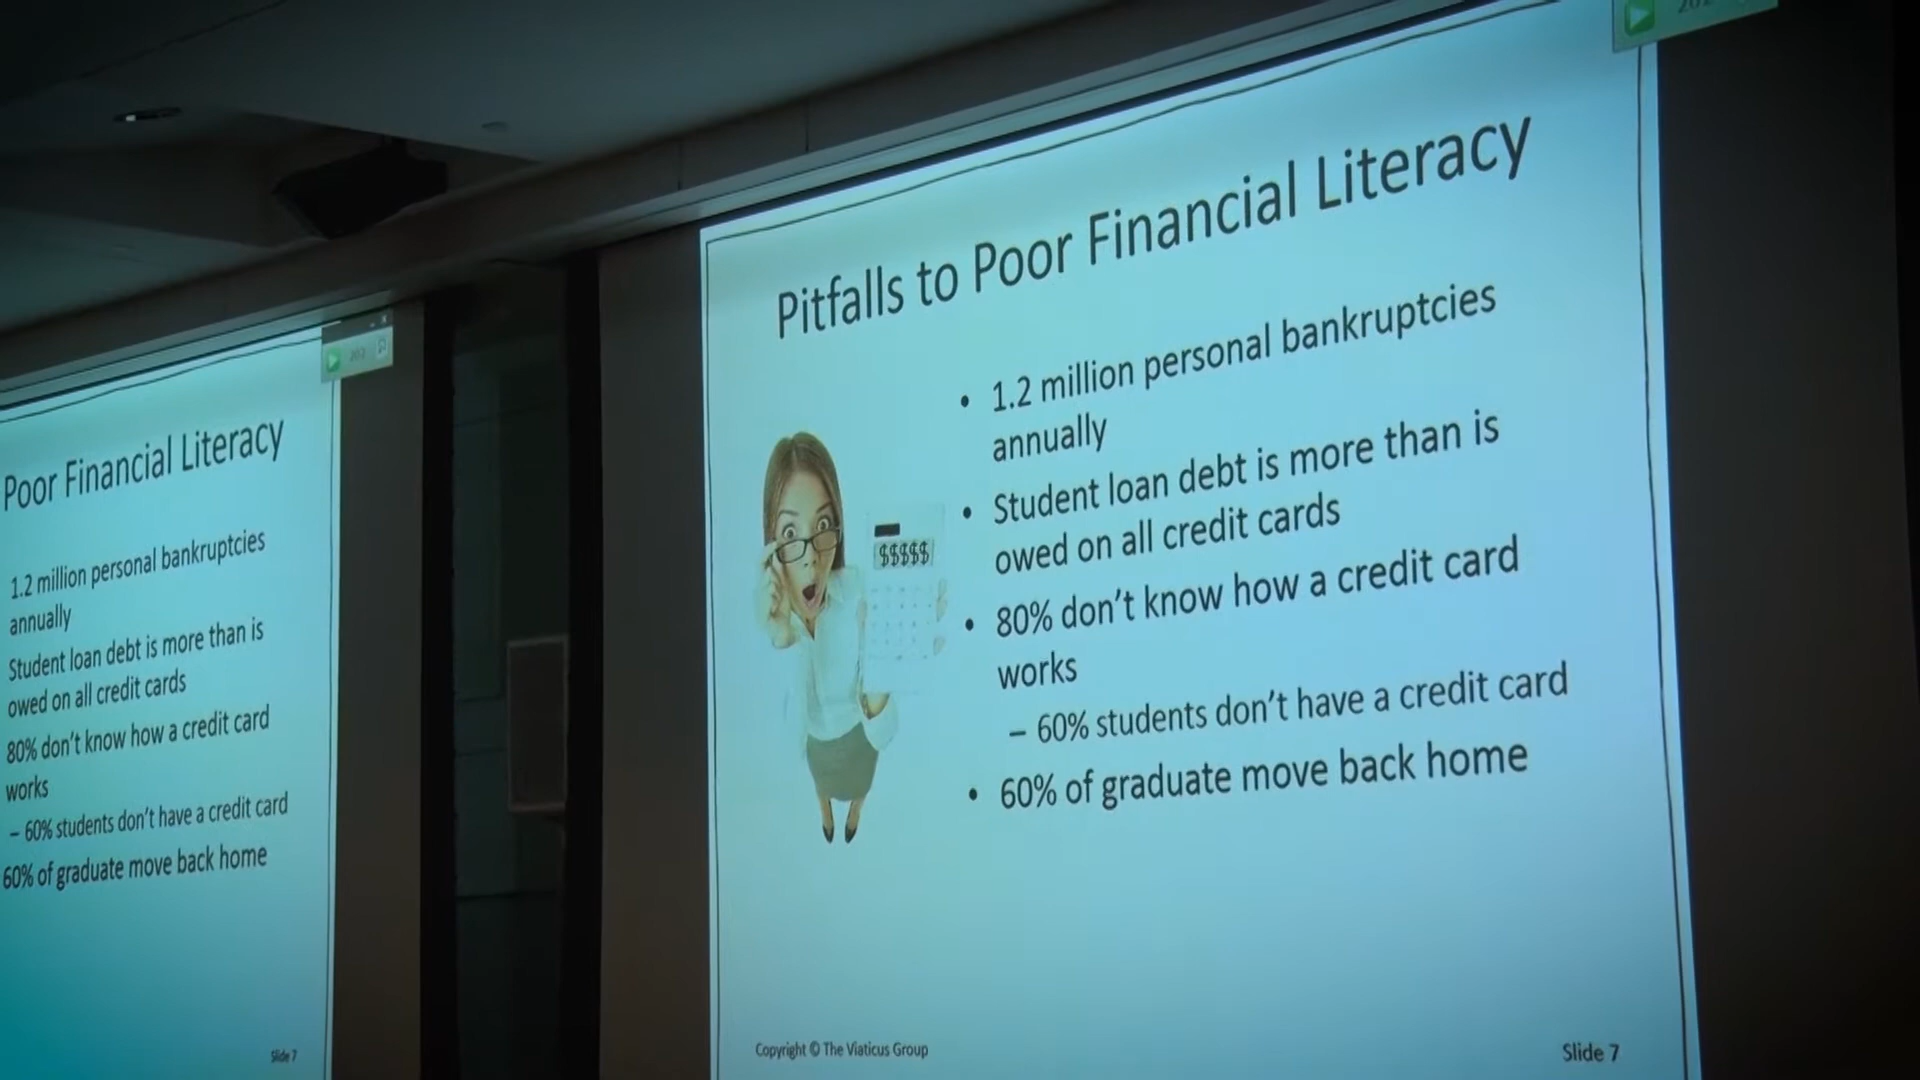 Poor Financial Literacy
1.2 million personal bankruptcies
annually
Student loan debt is more than is
owed on all credit cards
80% don't know how a credit card
works
– 60% students don't have a credit card
60% of graduate move back home
Slide 7
Pitfalls to Poor Financial Literacy
• 1.2 million personal bankruptcies
annually
• Student loan debt is more than is
owed on all credit cards
• 80% don't know how a credit card
works
– 60% students don't have a credit card
• 60% of graduate move back home
$$$$$
Copyright © The Viaticus Group
Slide 7